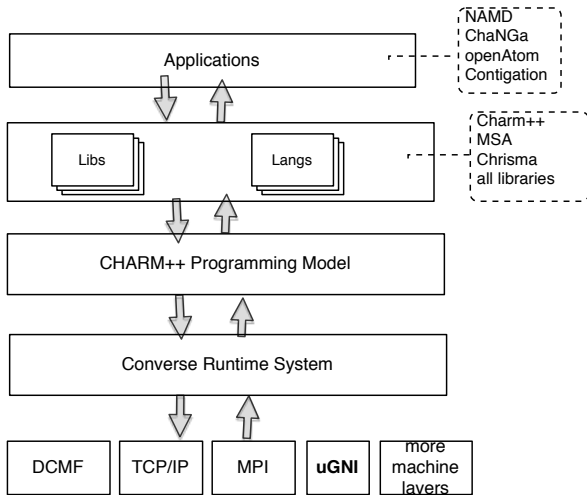 Applications
NAMD
ChaNGa
openAtom
Contigation
Libs
Langs
Charm++
MSA
Chrisma
all libraries
CHARM++ Programming Model
Converse Runtime System
DCMF
TCP/IP
MPI
uGNI
more
machine
layers